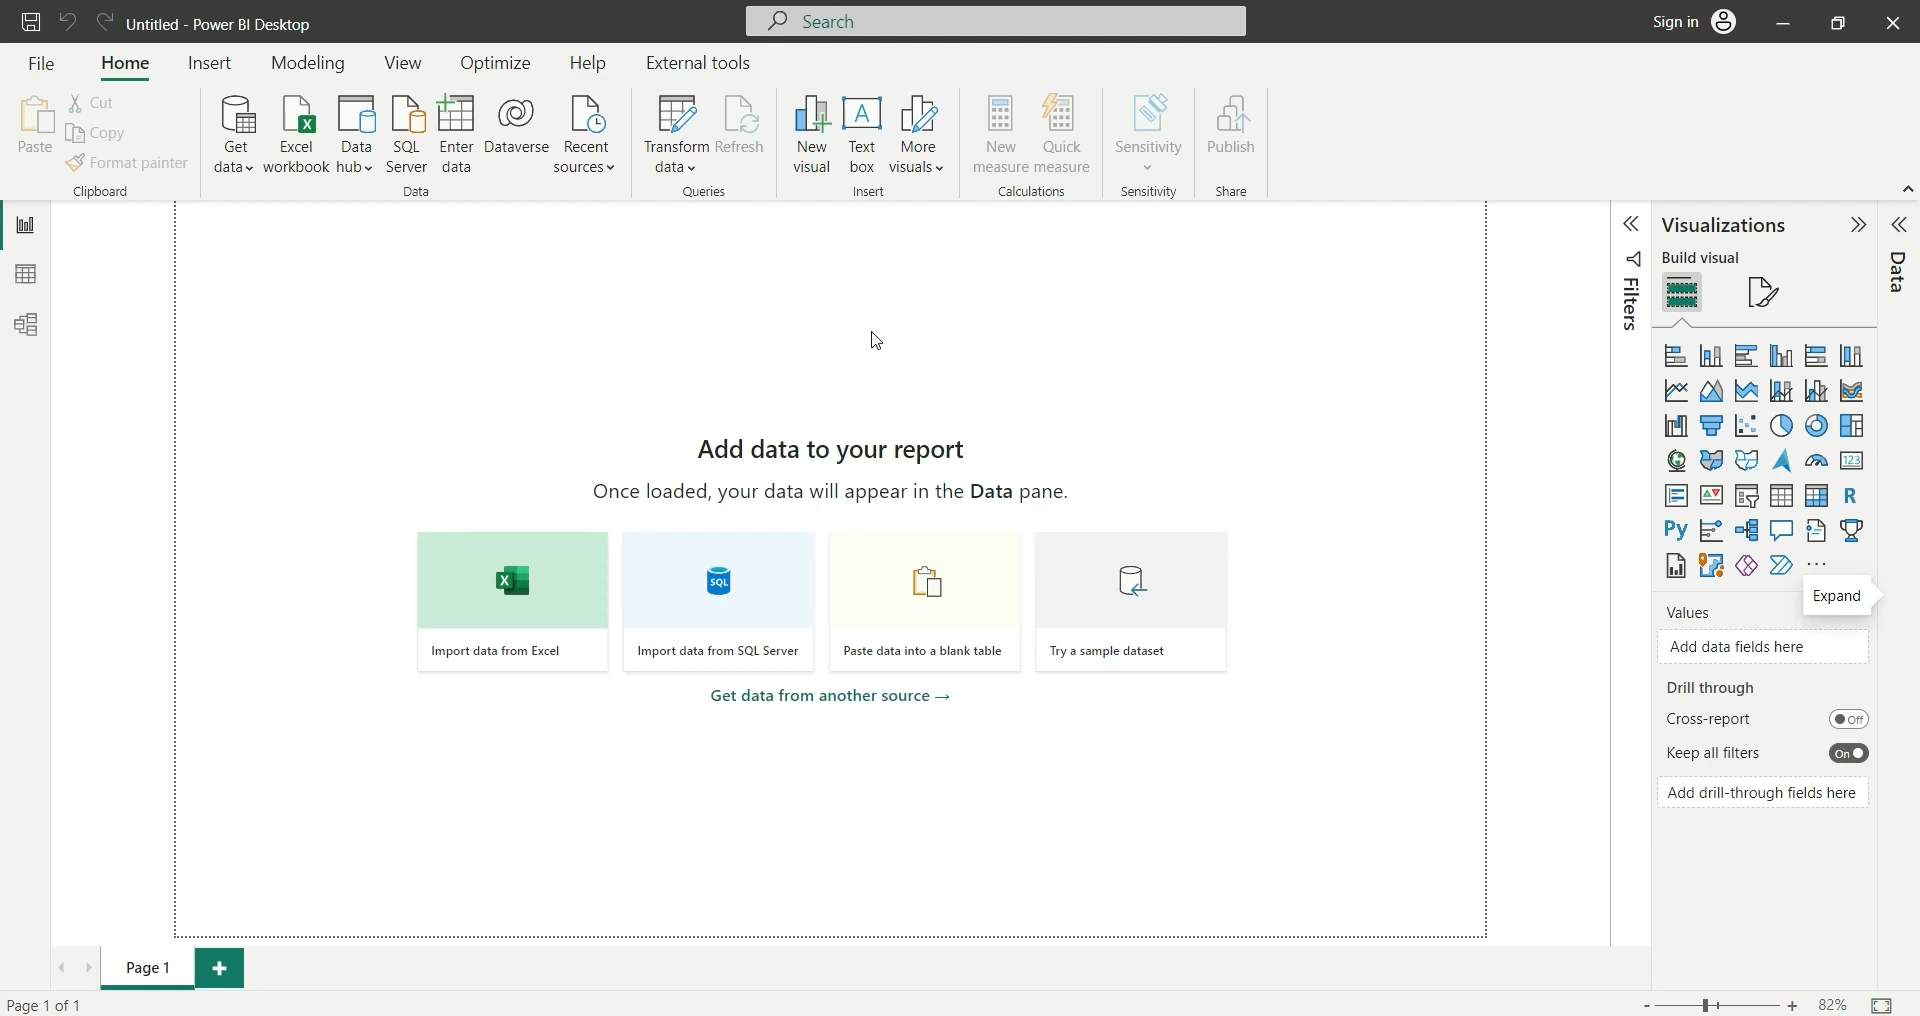 Untitled - Power BI Desktop
Search
Sign in
File Home Insert Modeling View Optimize Help External tools
Paste
Cut
Copy
Format painter
Clipboard
Get data
Excel workbook
Data hub
SQL Server
Enter data
Dataverse
Recent sources
Data
Transform data
Refresh
Queries
New visual
Text box
More visuals
Insert
New measure
Quick measure
Calculations
Sensitivity
Sensitivity
Publish
Share
Add data to your report
Once loaded, your data will appear in the Data pane.
X
SQL
Import data from Excel
Import data from SQL Server
Paste data into a blank table
Try a sample dataset
Get data from another source →
Filters
Visualizations
Build visual
123
R
Py
Expand
Values
Add data fields here
Drill through
Cross-report Off
Keep all filters On
Add drill-through fields here
Data
Page 1
Page 1 of 1
- + 82%